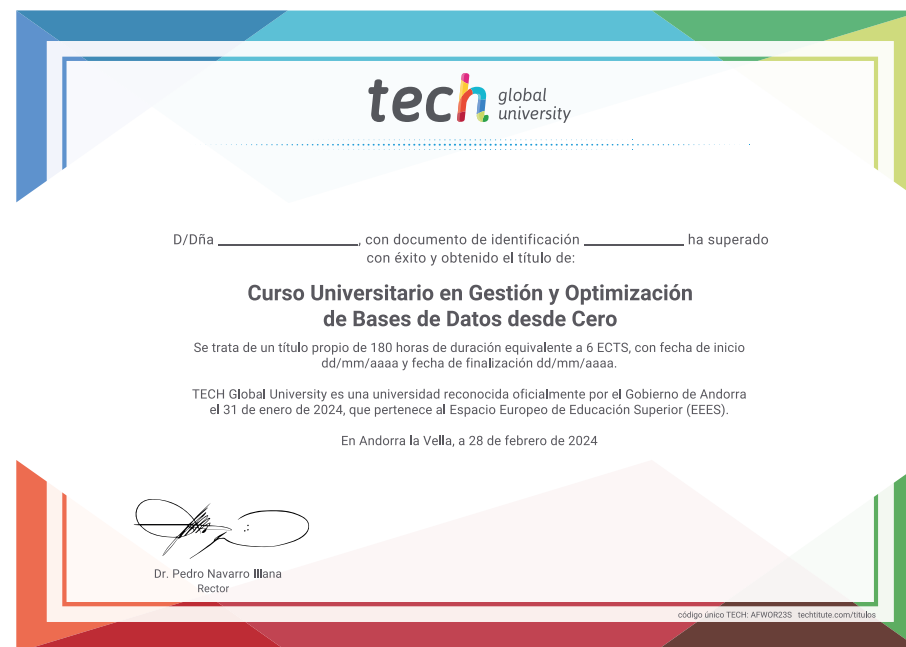 tech global university
D/Dña ____________________, con documento de identificación ______________ ha superado
con éxito y obtenido el título de:
Curso Universitario en Gestión y Optimización
de Bases de Datos desde Cero
Se trata de un título propio de 180 horas de duración equivalente a 6 ECTS, con fecha de inicio
dd/mm/aaaa y fecha de finalización dd/mm/aaaa.
TECH Global University es una universidad reconocida oficialmente por el Gobierno de Andorra
el 31 de enero de 2024, que pertenece al Espacio Europeo de Educación Superior (EEES).
En Andorra la Vella, a 28 de febrero de 2024
Dr. Pedro Navarro Illana
Rector
código único TECH: AFWOR23S techtitute.com/titulos